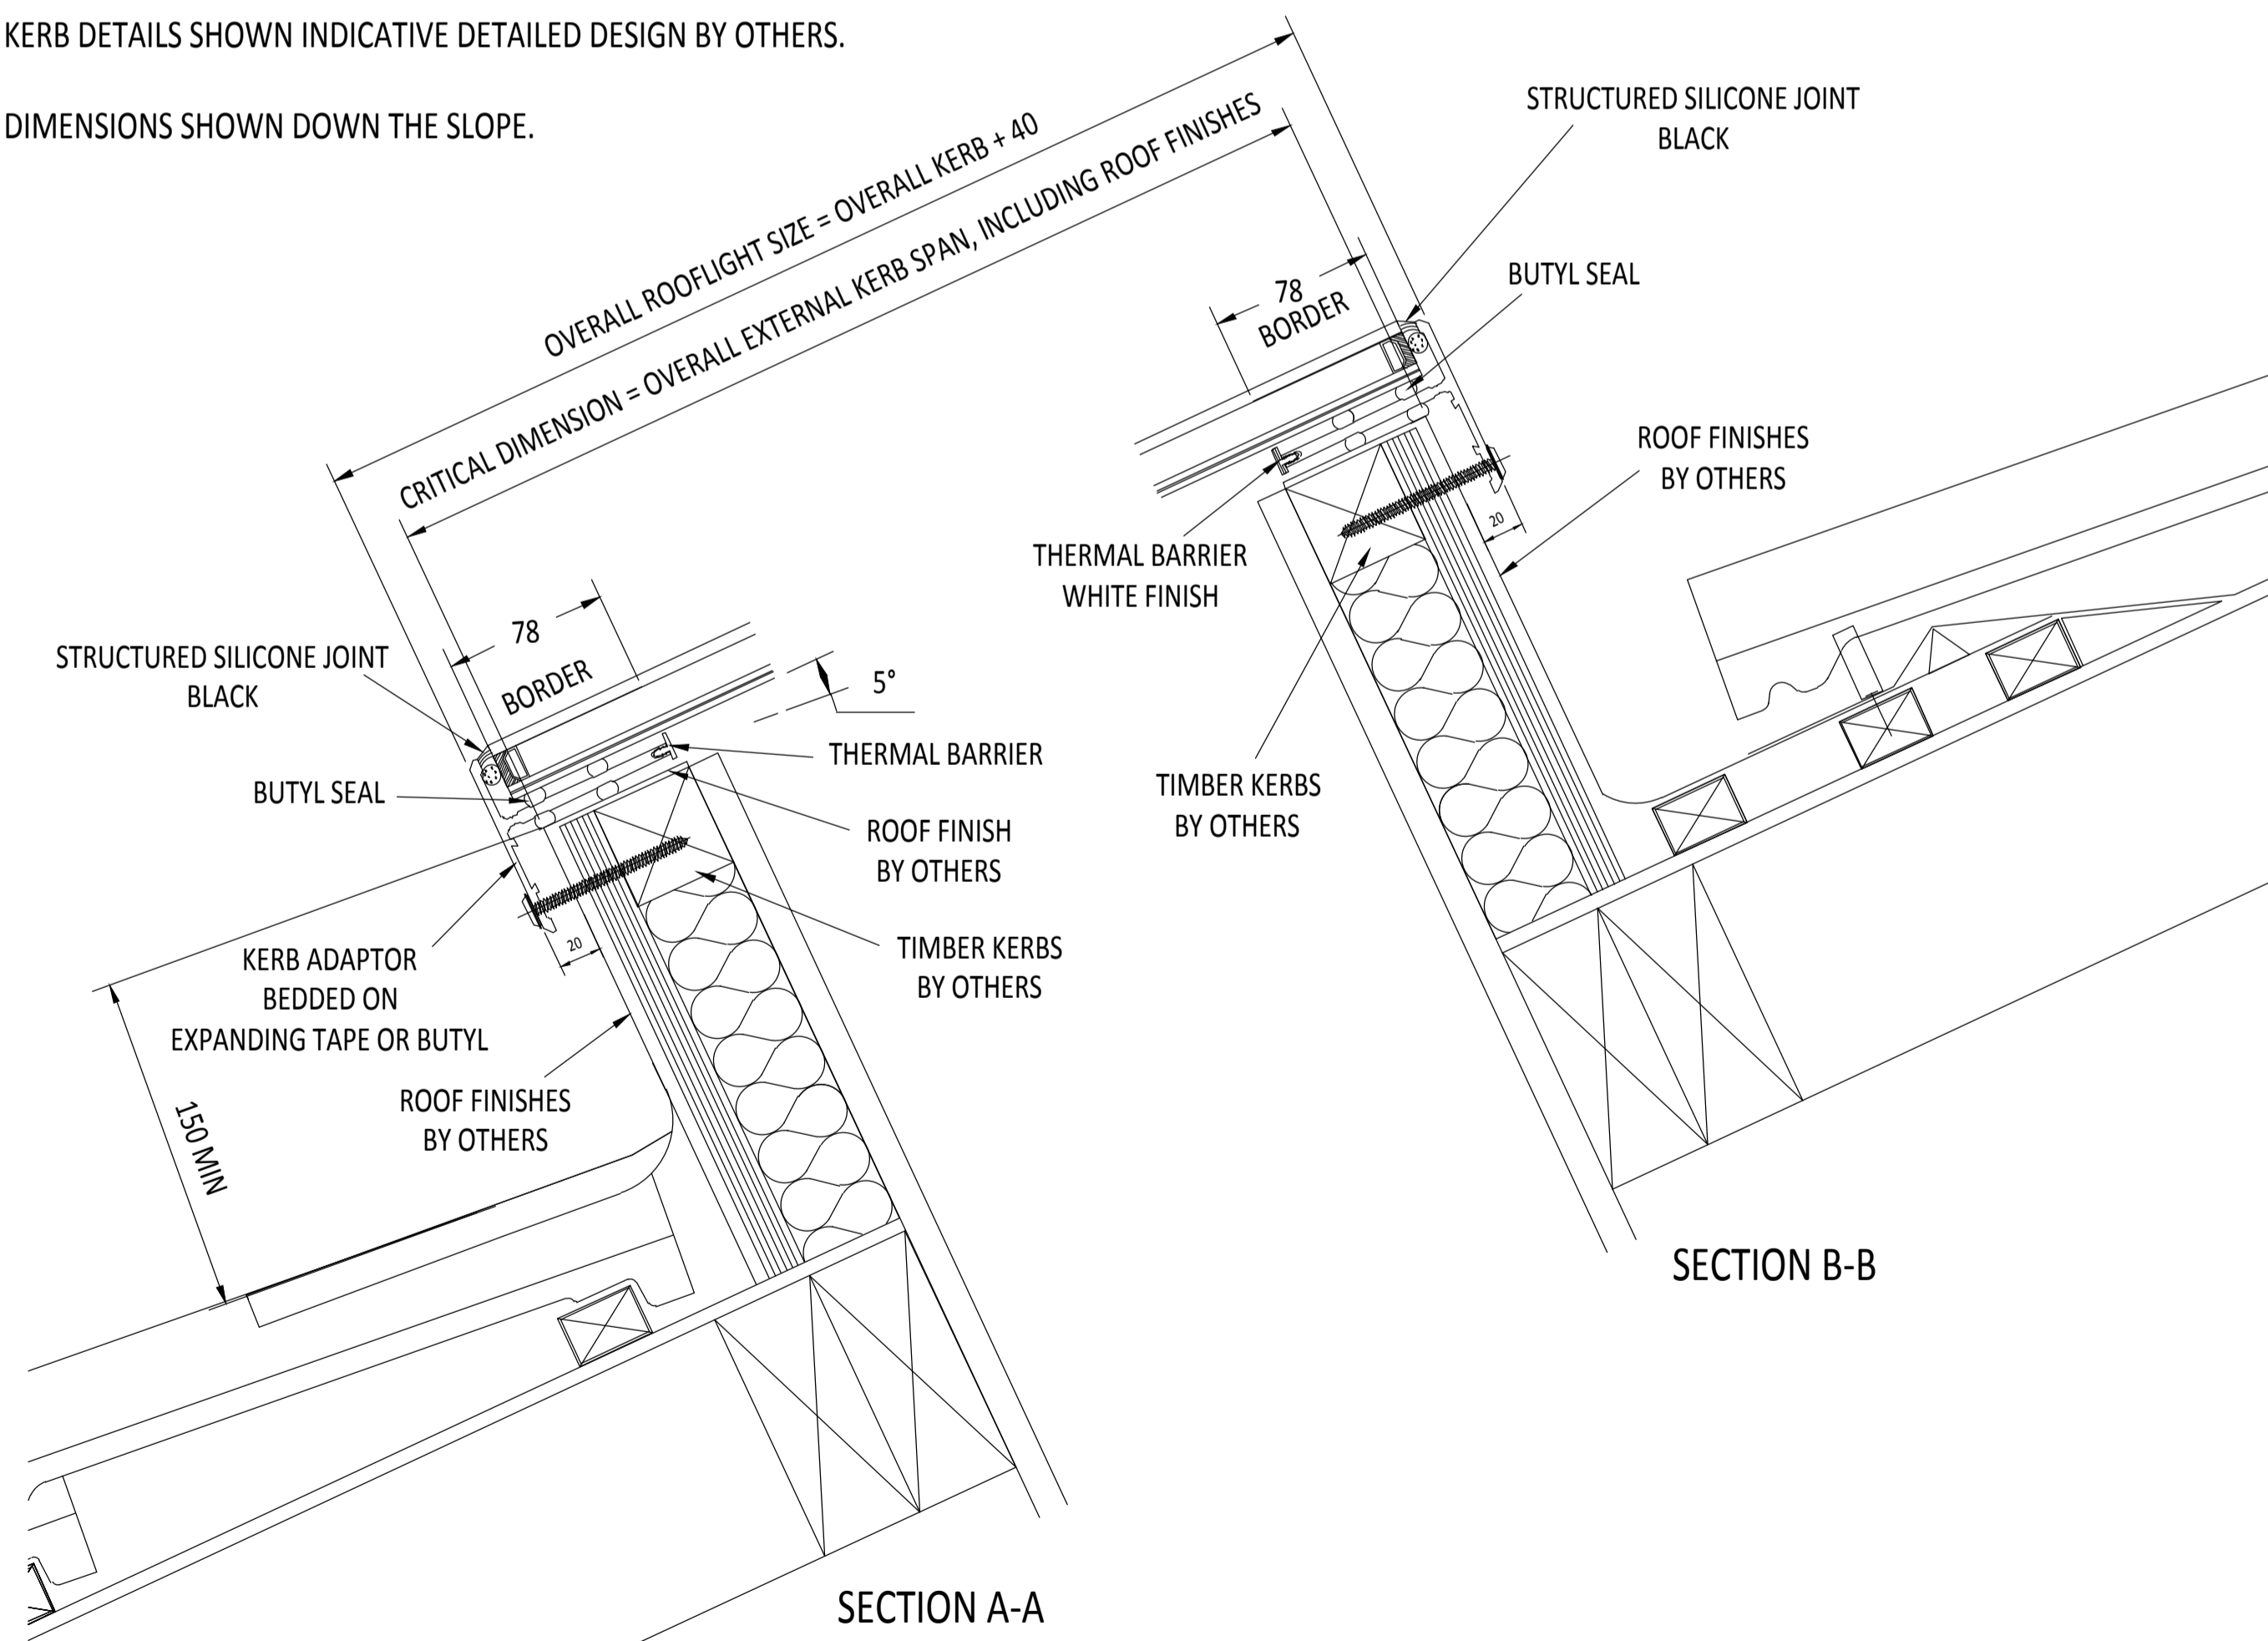 KERB DETAILS SHOWN INDICATIVE DETAILED DESIGN BY OTHERS.
DIMENSIONS SHOWN DOWN THE SLOPE.
OVERALL ROOFLIGHT SIZE = OVERALL KERB + 40
CRITICAL DIMENSION = OVERALL EXTERNAL KERB SPAN, INCLUDING ROOF FINISHES
STRUCTURED SILICONE JOINT
BLACK
78
BORDER
BUTYL SEAL
ROOF FINISHES
BY OTHERS
20
THERMAL BARRIER
WHITE FINISH
TIMBER KERBS
BY OTHERS
SECTION B-B
78
BORDER
STRUCTURED SILICONE JOINT
BLACK
5°
THERMAL BARRIER
BUTYL SEAL
ROOF FINISH
BY OTHERS
TIMBER KERBS
BY OTHERS
20
KERB ADAPTOR
BEDDED ON
EXPANDING TAPE OR BUTYL
ROOF FINISHES
BY OTHERS
150 MIN
SECTION A-A